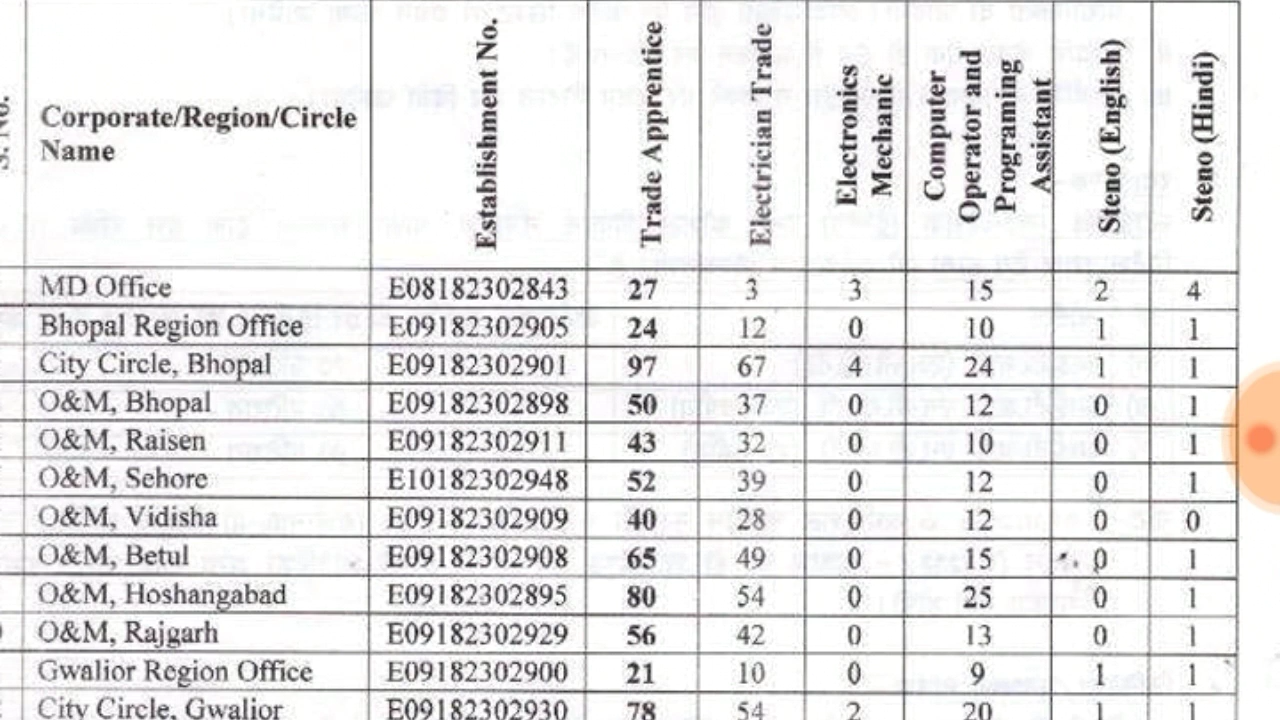 S. No.
Corporate/Region/Circle
Name
Establishment No.
Trade Apprentice
Electrician Trade
Electronics
Mechanic
Computer
Operator and
Programing
Assistant
Steno (English)
Steno (Hindi)
MD Office E08182302843 27 3 3 15 2 4
Bhopal Region Office E09182302905 24 12 0 10 1 1
City Circle, Bhopal E09182302901 97 67 4 24 1 1
O&M, Bhopal E09182302898 50 37 0 12 0 1
O&M, Raisen E09182302911 43 32 0 10 0 1
O&M, Sehore E10182302948 52 39 0 12 0 1
O&M, Vidisha E09182302909 40 28 0 12 0 0
O&M, Betul E09182302908 65 49 0 15 0 1
O&M, Hoshangabad E09182302895 80 54 0 25 0 1
O&M, Rajgarh E09182302929 56 42 0 13 0 1
Gwalior Region Office E09182302900 21 10 0 9 1 1
City Circle, Gwalior E09182302930 78 54 2 20 1 1